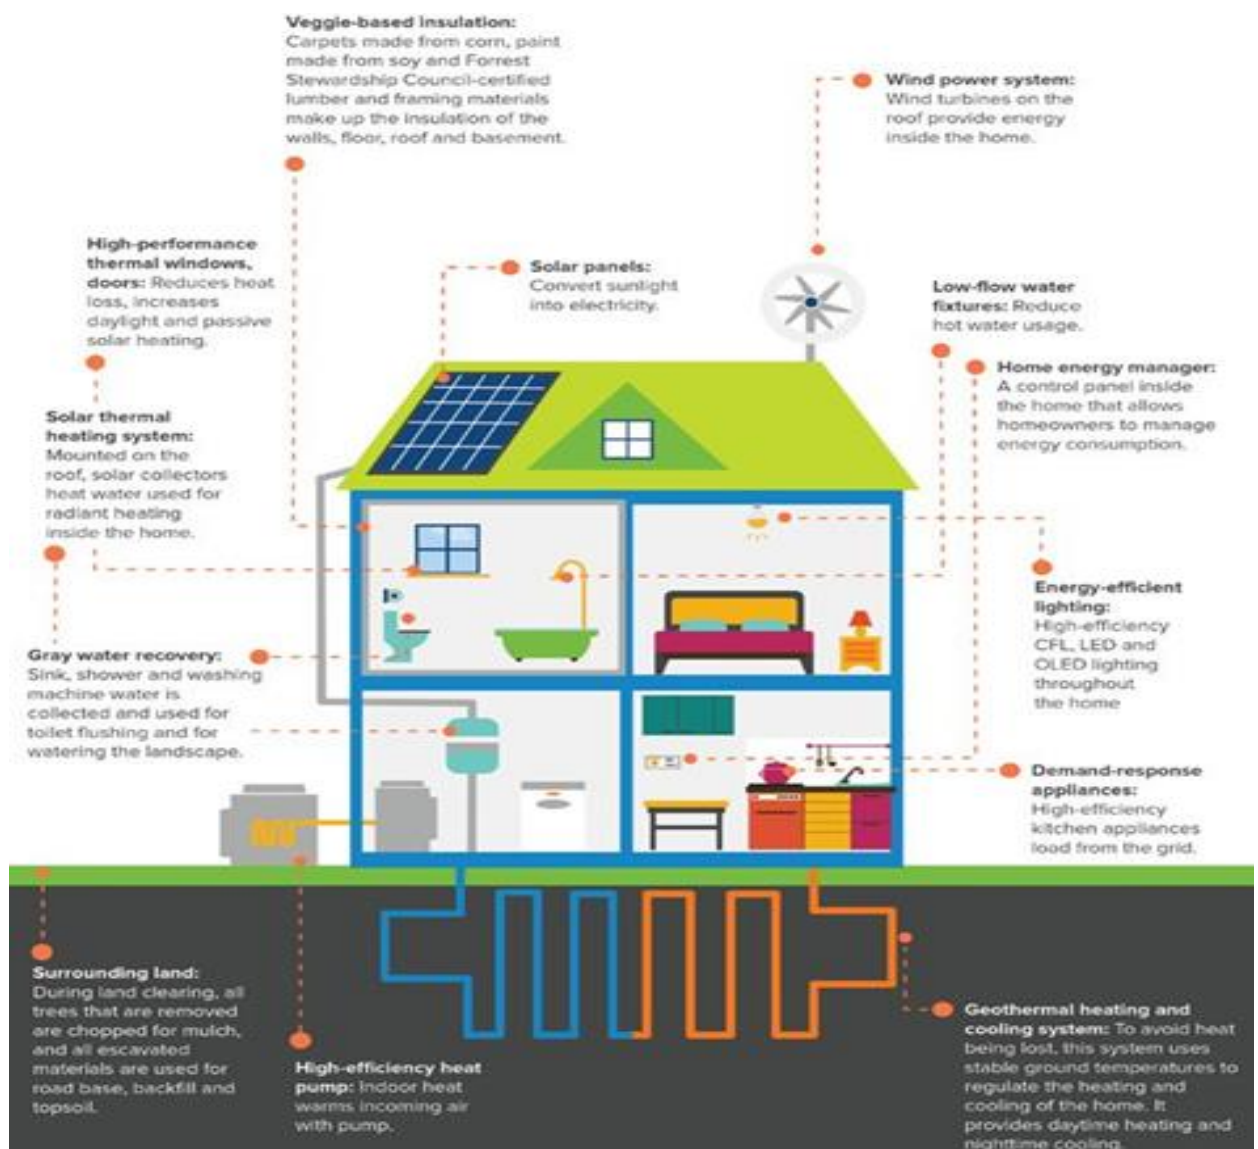 Veggie-based insulation:
Carpets made from corn, paint
made from soy and Forrest
Stewardship Council-certified
lumber and framing materials
make up the insulation of the
walls, floor, roof and basement.
Wind power system:
Wind turbines on the
roof provide energy
inside the home.
High-performance
thermal windows,
doors: Reduces heat
loss, increases
daylight and passive
solar heating.
Solar panels:
Convert sunlight
into electricity.
Low-flow water
fixtures: Reduce
hot water usage.
Home energy manager:
A control panel inside
the home that allows
homeowners to manage
energy consumption.
Solar thermal
heating system:
Mounted on the
roof, solar collectors
heat water used for
radiant heating
inside the home.
Energy-efficient
lighting:
High-efficiency
CFL, LED and
OLED lighting
throughout
the home
Gray water recovery:
Sink, shower and washing
machine water is
collected and used for
toilet flushing and for
watering the landscape.
Demand-response
appliances:
High-efficiency
kitchen appliances
load from the grid.
Surrounding land:
During land clearing, all
trees that are removed
are chopped for mulch,
and all escavated
materials are used for
road base, backfill and
topsoil.
High-efficiency heat
pump: Indoor heat
warms incoming air
with pump.
Geothermal heating and
cooling system: To avoid heat
being lost, this system uses
stable ground temperatures to
regulate the heating and
cooling of the home. It
provides daytime heating and
nighttime cooling.